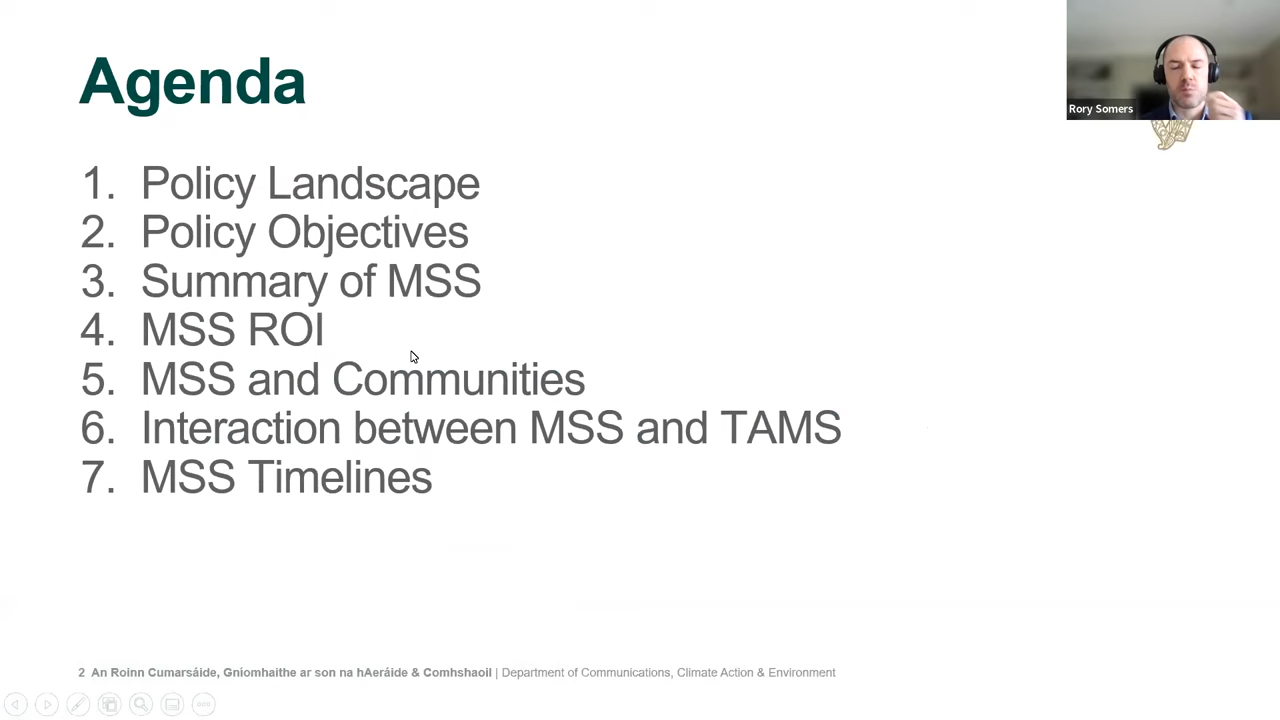 Agenda
Rory Somers
1. Policy Landscape
2. Policy Objectives
3. Summary of MSS
4. MSS ROI
5. MSS and Communities
6. Interaction between MSS and TAMS
7. MSS Timelines
2 An Roinn Cumarsáide, Gníomhaithe ar son na hAeráide & Comhshaoil | Department of Communications, Climate Action & Environment